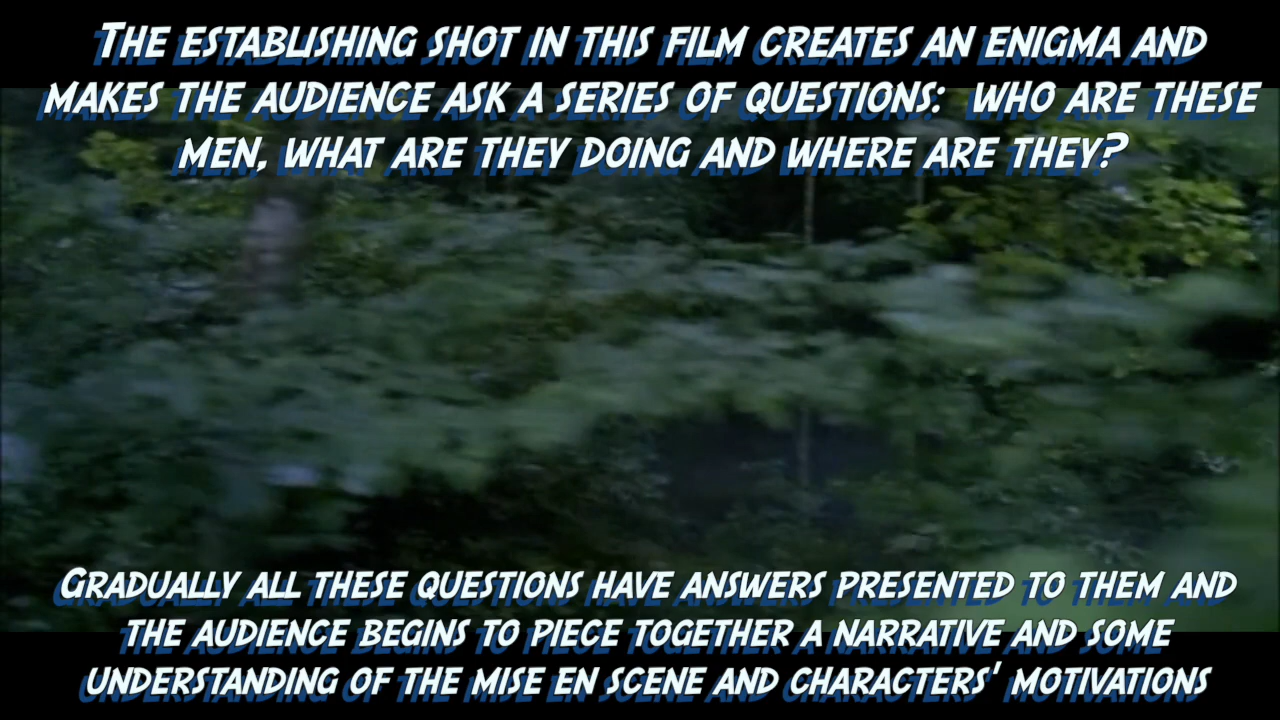 The establishing shot in this film creates an enigma and
makes the audience ask a series of questions: who are these
men, what are they doing and where are they?
Gradually all these questions have answers presented to them and
the audience begins to piece together a narrative and some
understanding of the mise en scene and characters' motivations